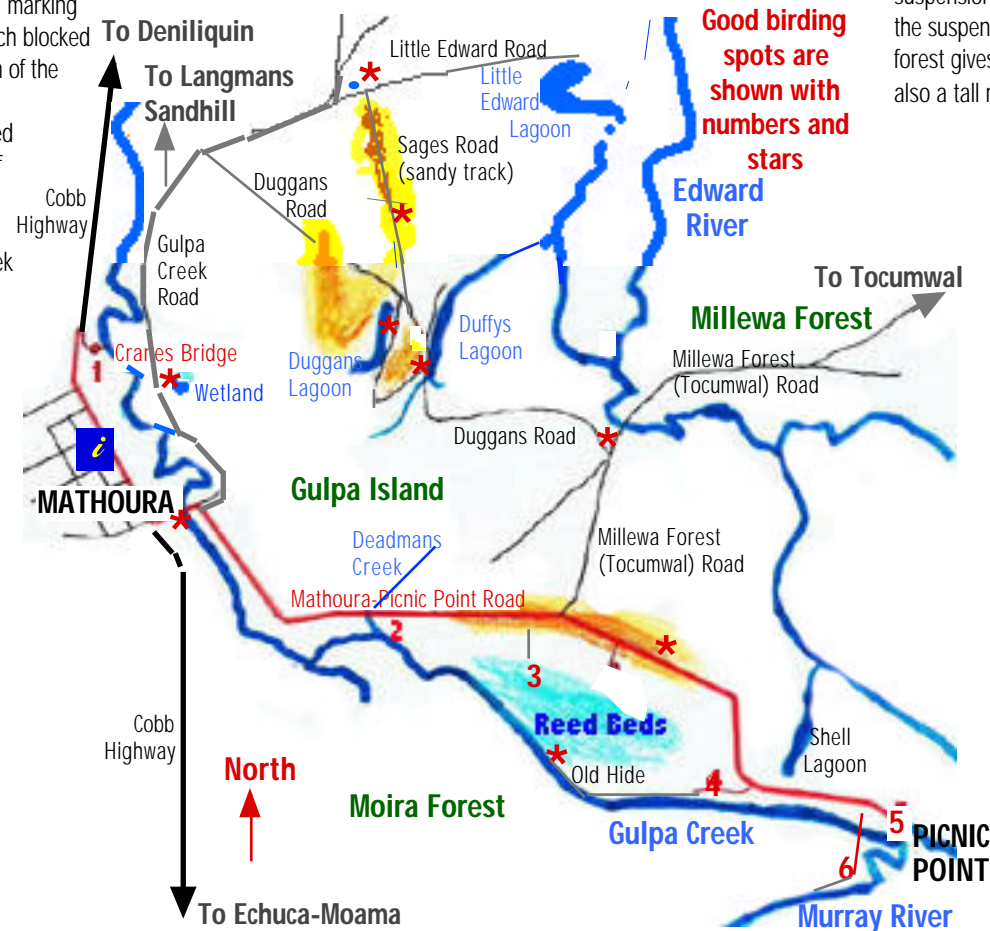 marking
ch blocked
n of the
ed
f
ek
suspension
the suspen
forest gives
also a tall r
To Deniliquin
To Langmans
Sandhill
Little Edward Road
Little
Edward
Lagoon
Good birding
spots are
shown with
numbers and
stars
Sages Road
(sandy track)
Duggans
Road
Cobb
Highway
Gulpa
Creek
Road
Edward
River
To Tocumwal
Millewa Forest
Millewa Forest
(Tocumwal) Road
Duffys
Lagoon
Duggans
Lagoon
1
Cranes Bridge
Wetland
i
MATHOURA
Duggans Road
Gulpa Island
Deadmans
Creek
Millewa Forest
(Tocumwal) Road
Mathoura-Picnic Point Road
2
3
Reed Beds
Old Hide
4
Shell
Lagoon
Cobb
Highway
North
Moira Forest
Gulpa Creek
5
PICNIC
POINT
6
Murray River
To Echuca-Moama